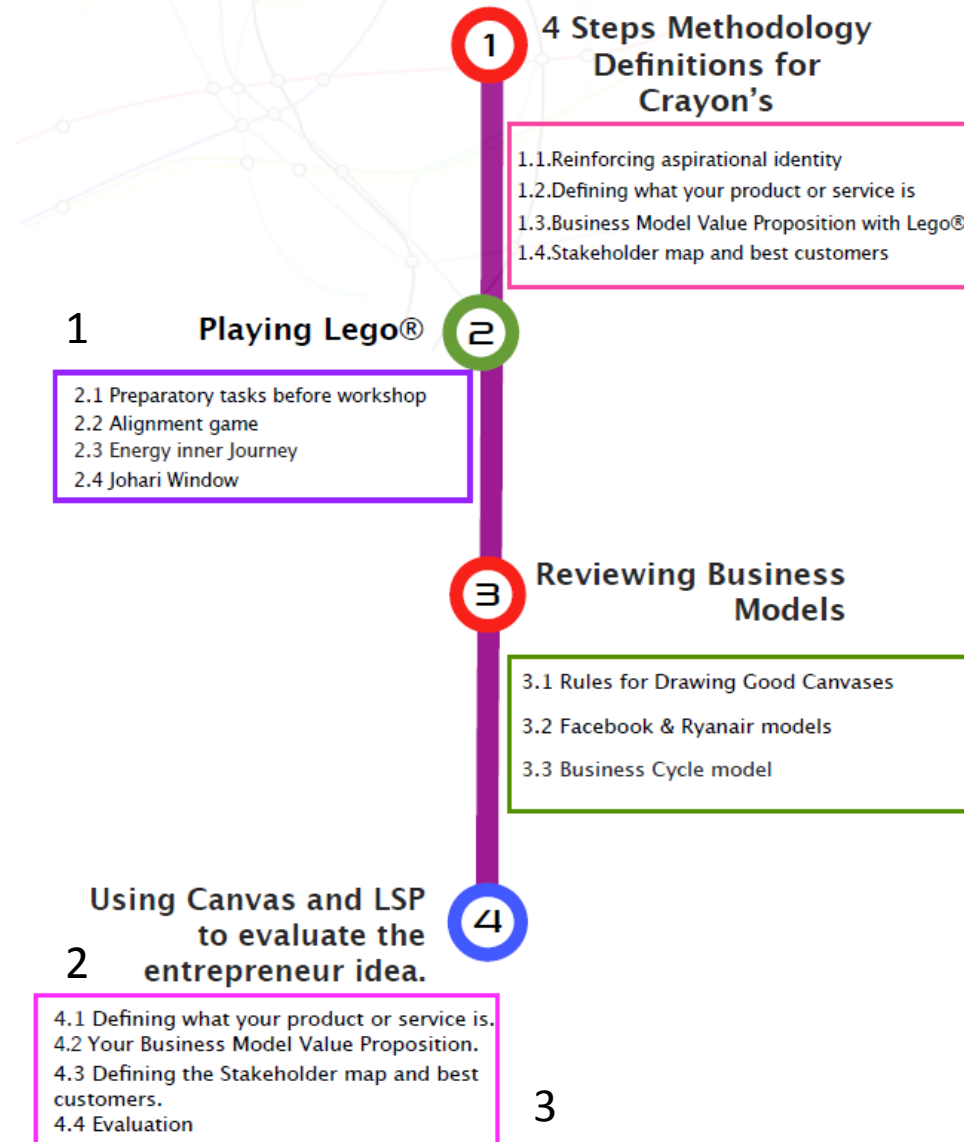 1
4 Steps Methodology
Definitions for
Crayon’s
1.1.Reinforcing aspirational identity
1.2.Defining what your product or service is
1.3.Business Model Value Proposition with Lego®
1.4.Stakeholder map and best customers
1
Playing Lego®
2
2.1 Preparatory tasks before workshop
2.2 Alignment game
2.3 Energy inner Journey
2.4 Johari Window
3
Reviewing Business
Models
3.1 Rules for Drawing Good Canvases
3.2 Facebook & Ryanair models
3.3 Business Cycle model
Using Canvas and LSP
to evaluate the
entrepreneur idea.
2
4
4.1 Defining what your product or service is.
4.2 Your Business Model Value Proposition.
4.3 Defining the Stakeholder map and best
customers.
4.4 Evaluation
3